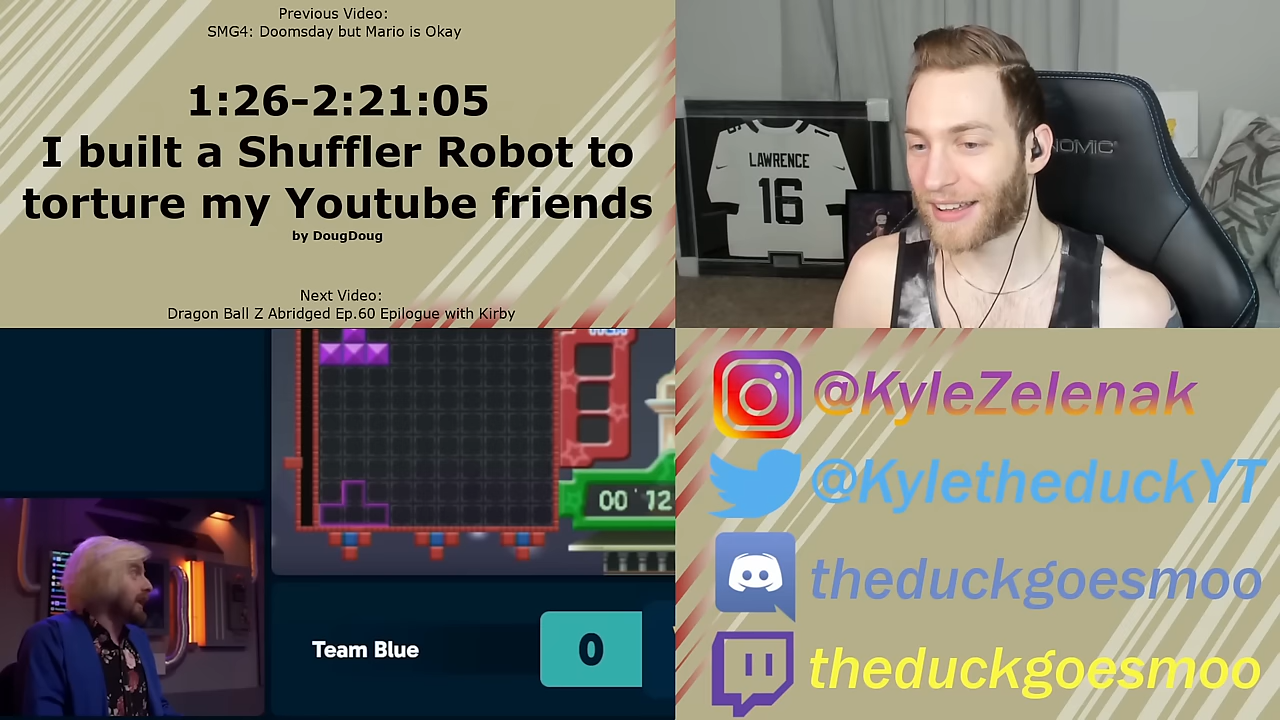 Previous Video:
SMG4: Doomsday but Mario is Okay
1:26-2:21:05
I built a Shuffler Robot to
torture my Youtube friends
by DougDoug
Next Video:
Dragon Ball Z Abridged Ep.60 Epilogue with Kirby
LAWRENCE
16
NOMIC
00'12
Team Blue
0
@KyleZelenak
@KyletheduckYT
theduckgoesmoo
theduckgoesmoo